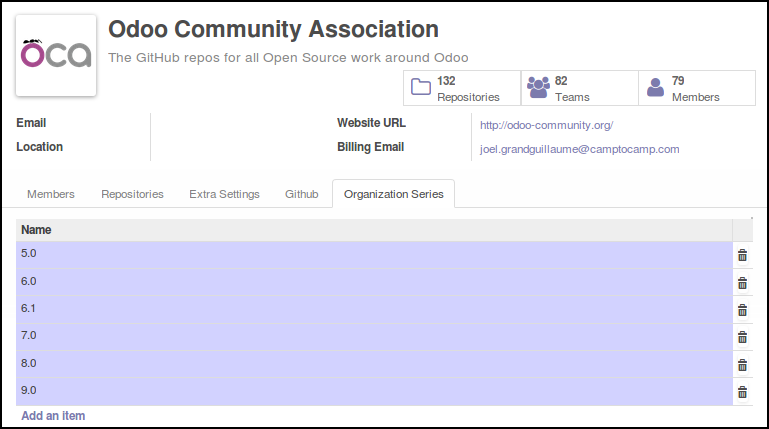 oca
Odoo Community Association
The GitHub repos for all Open Source work around Odoo
132 Repositories
82 Teams
79 Members
Email
Website URL http://odoo-community.org/
Location
Billing Email joel.grandguillaume@camptocamp.com
Members Repositories Extra Settings Github Organization Series
Name
5.0
6.0
6.1
7.0
8.0
9.0
Add an item